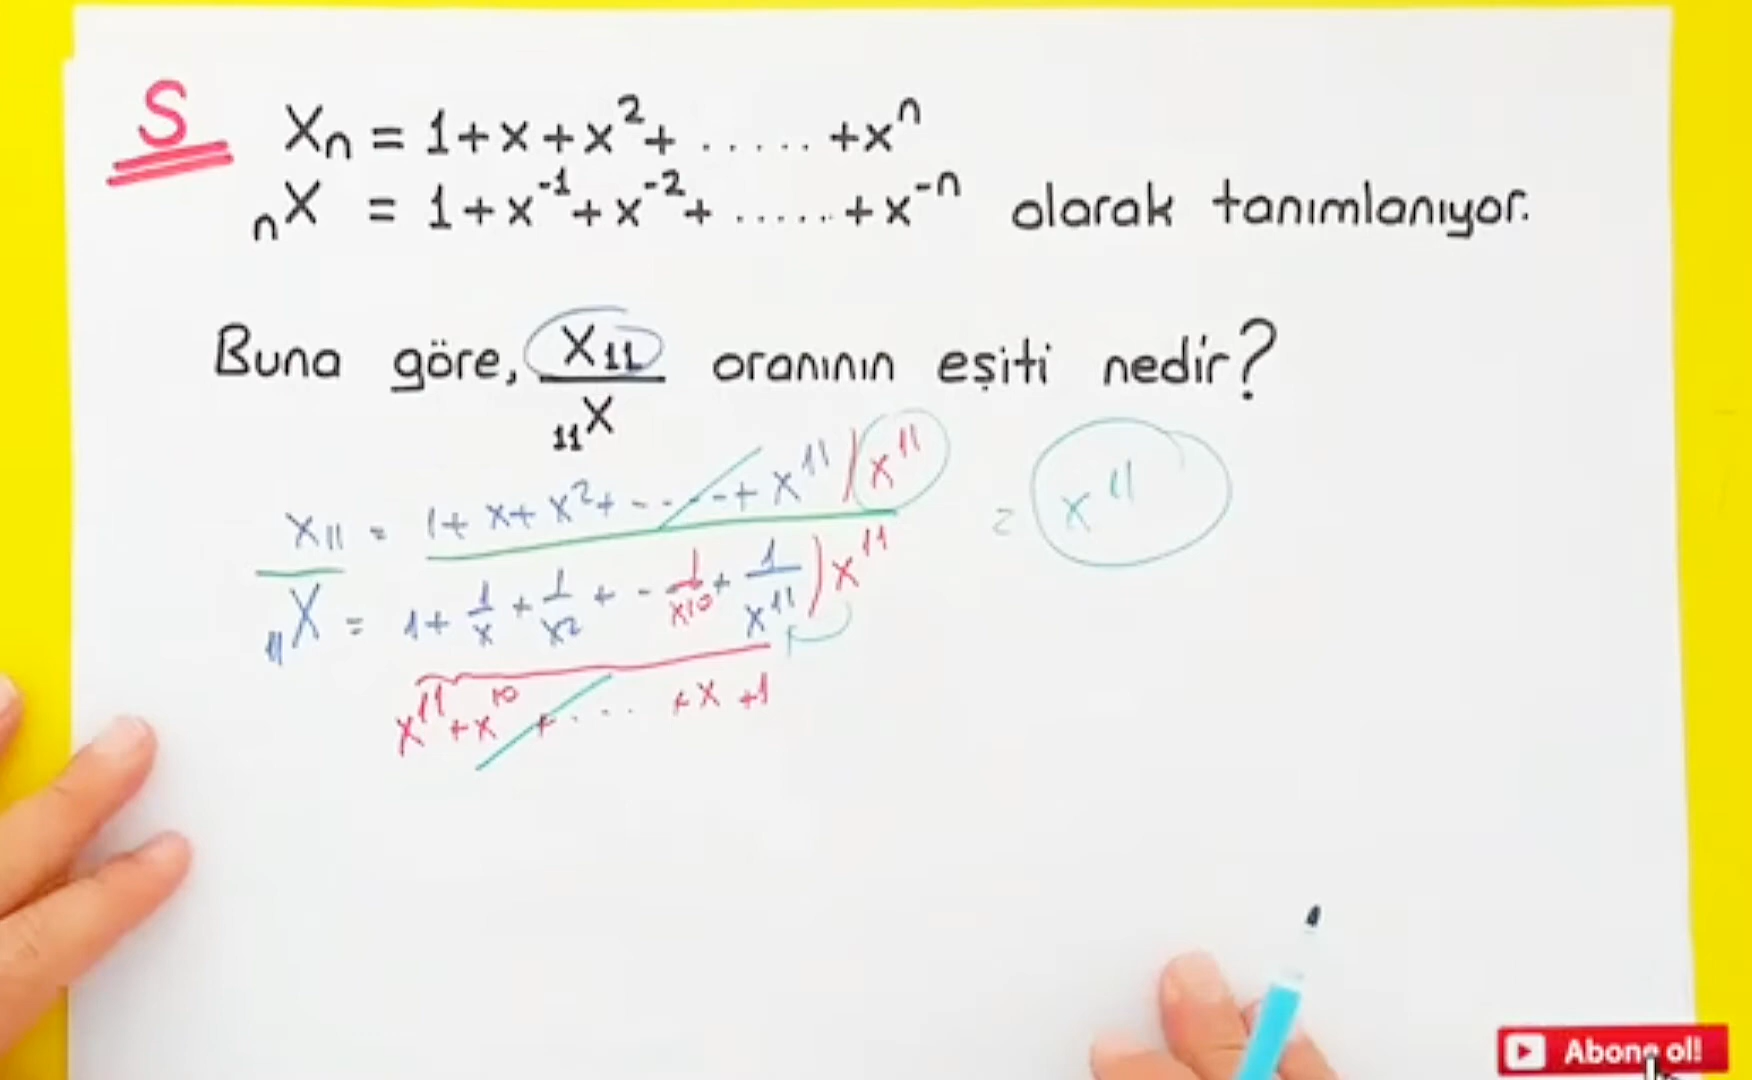 S
Xₙ = 1+x+x²+ ..... +xⁿ
ₙX = 1+x⁻¹+x⁻²+ ..... +x⁻ⁿ olarak tanımlanıyor.
Buna göre, X₁₁ / ₁₁X oranının eşiti nedir?
X₁₁ = 1+x+x²+ - - - -+x¹¹)x¹¹ = x¹¹
₁₁X = 1+1/x+1/x²+ - 1/x10+1/x¹¹)x¹¹
x¹¹+x¹⁰+.... +x+1
Abone ol!